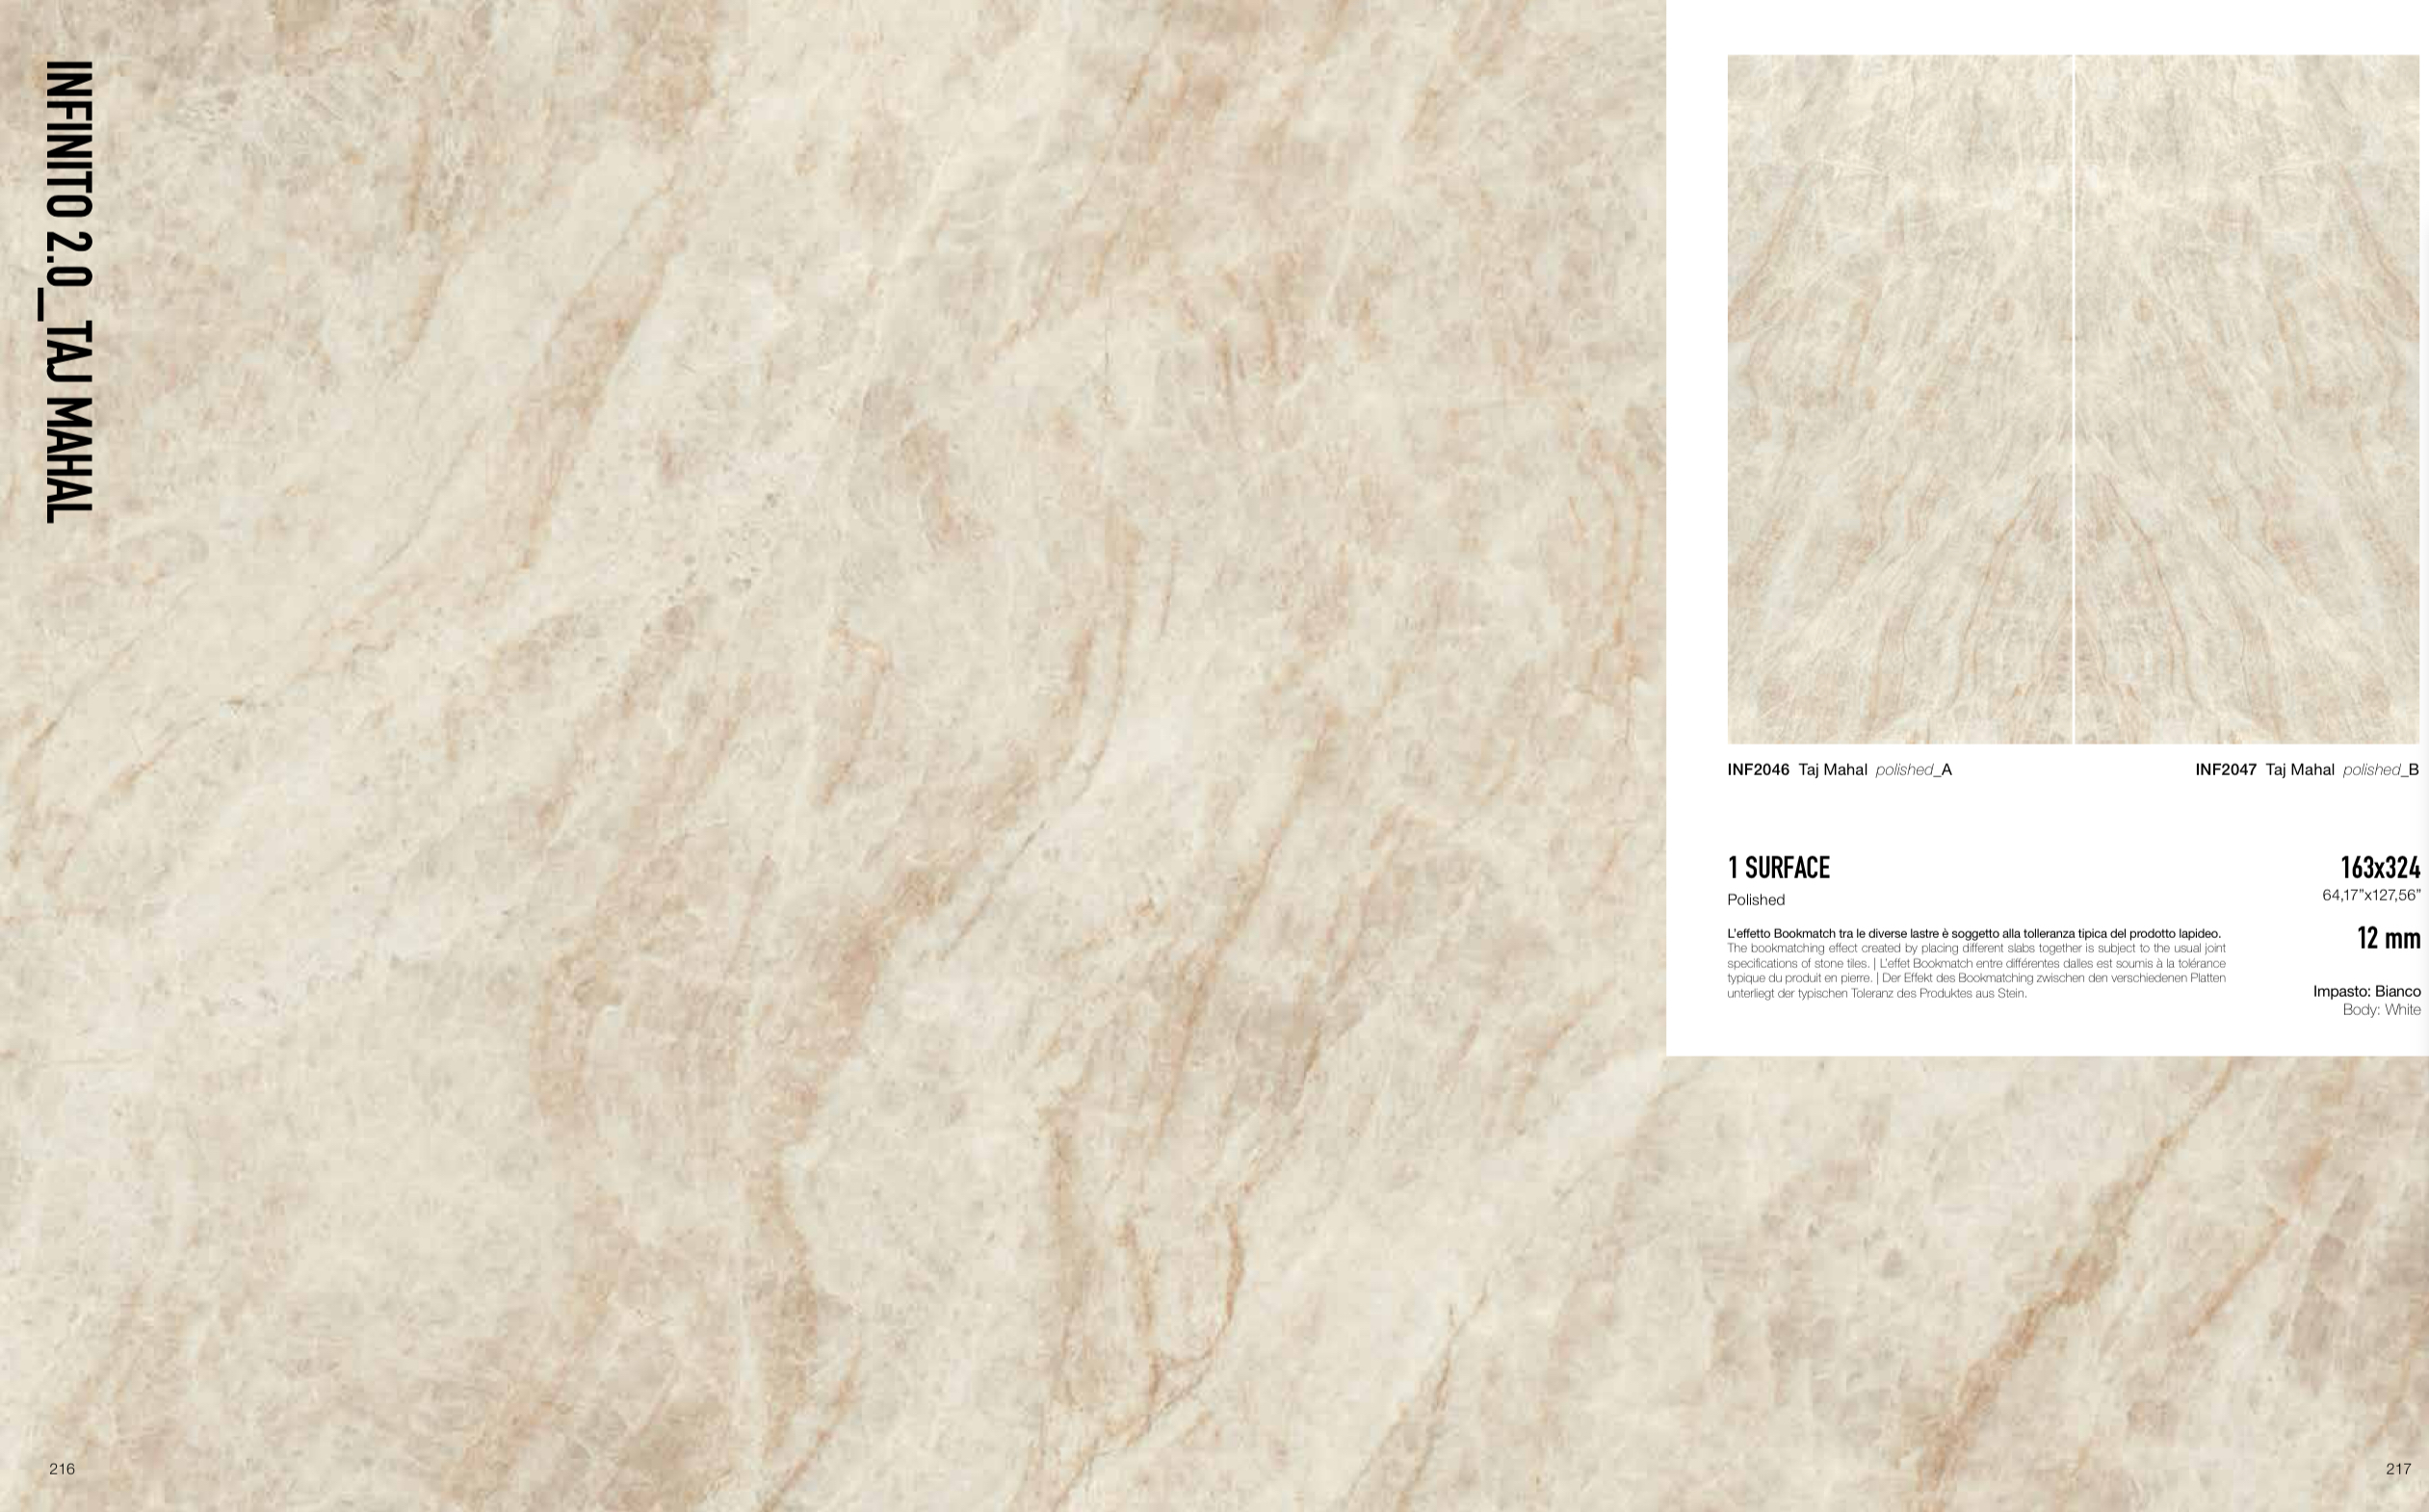 INFINITO 2.0_TAJ MAHAL
INF2046 Taj Mahal polished_A
INF2047 Taj Mahal polished_B
1 SURFACE
Polished
163x324
64,17”x127,56”
12 mm
L’effetto Bookmatch tra le diverse lastre è soggetto alla tolleranza tipica del prodotto lapideo.
The bookmatching effect created by placing different slabs together is subject to the usual joint
specifications of stone tiles. | L’effet Bookmatch entre différentes dalles est soumis à la tolérance
typique du produit en pierre. | Der Effekt des Bookmatching zwischen den verschiedenen Platten
unterliegt der typischen Toleranz des Produktes aus Stein.
Impasto: Bianco
Body: White
216
217